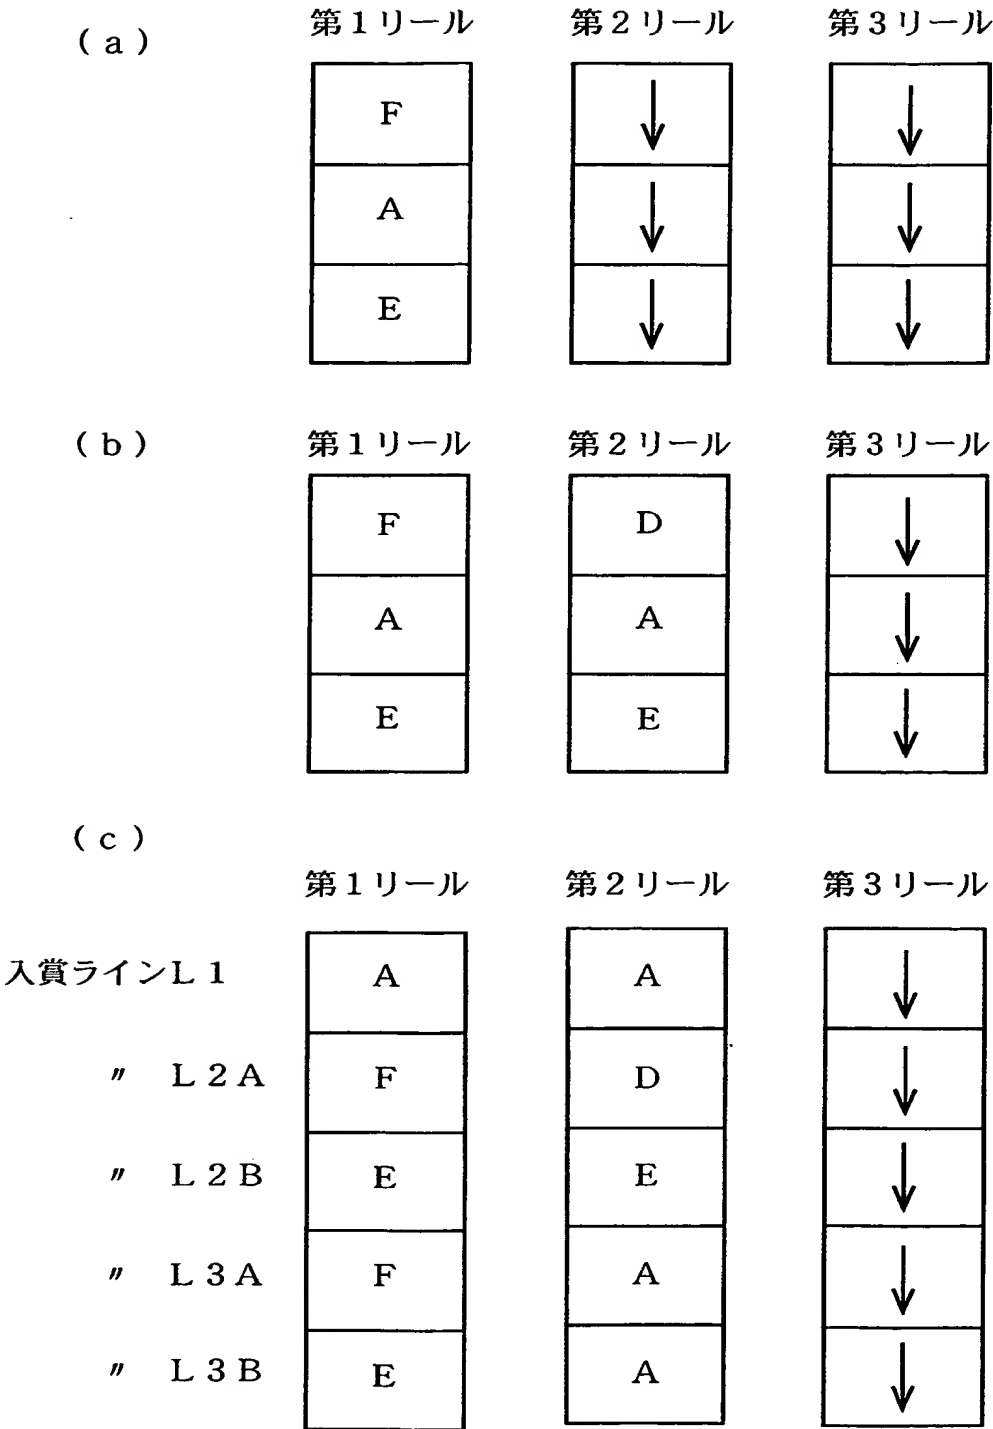 (a) 第1リール 第2リール 第3リール
F ↓ ↓
A ↓ ↓
E ↓ ↓
(b) 第1リール 第2リール 第3リール
F D ↓
A A ↓
E E ↓
(c)
第1リール 第2リール 第3リール
入賞ラインL1 A A ↓
〃 L2A F D ↓
〃 L2B E E ↓
〃 L3A F A ↓
〃 L3B E A ↓